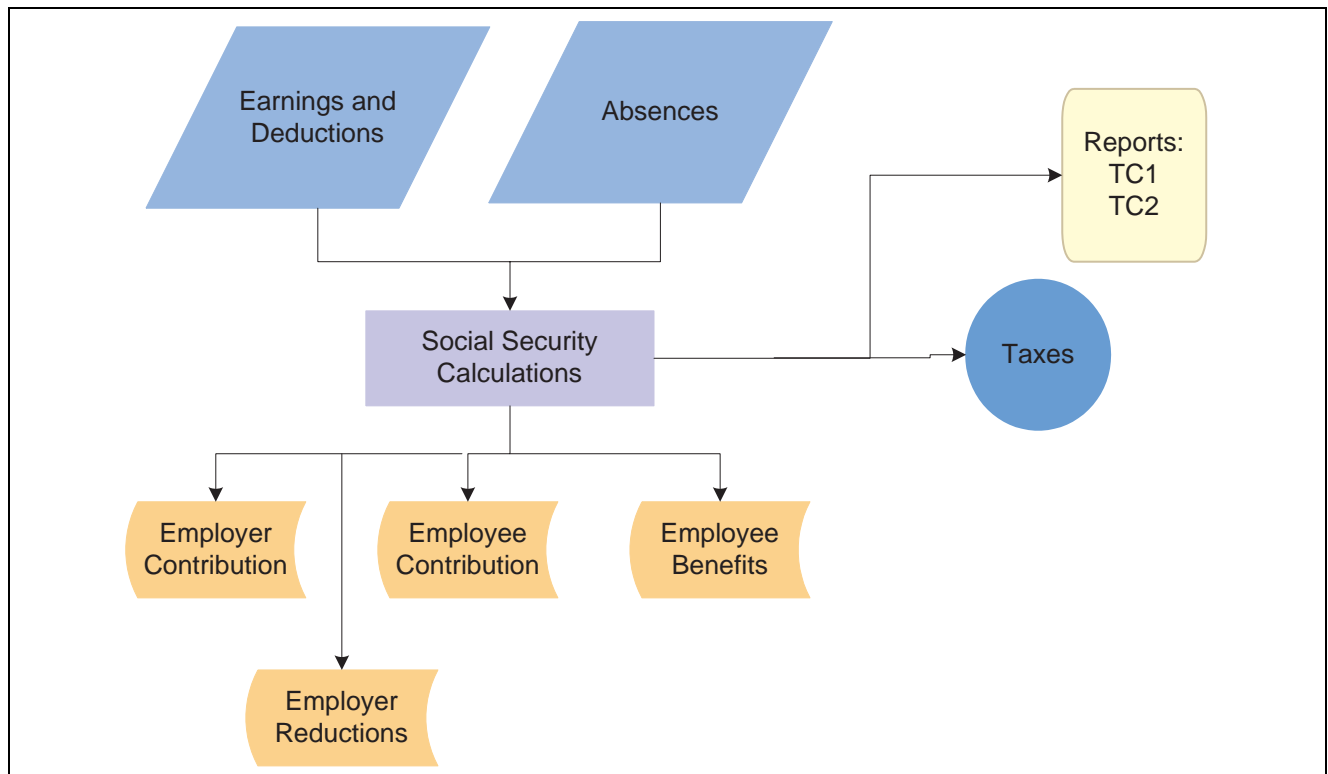 Earnings and
Deductions
Absences
Reports:
TC1
TC2
Social Security
Calculations
Taxes
Employer
Contribution
Employee
Contribution
Employee
Benefits
Employer
Reductions